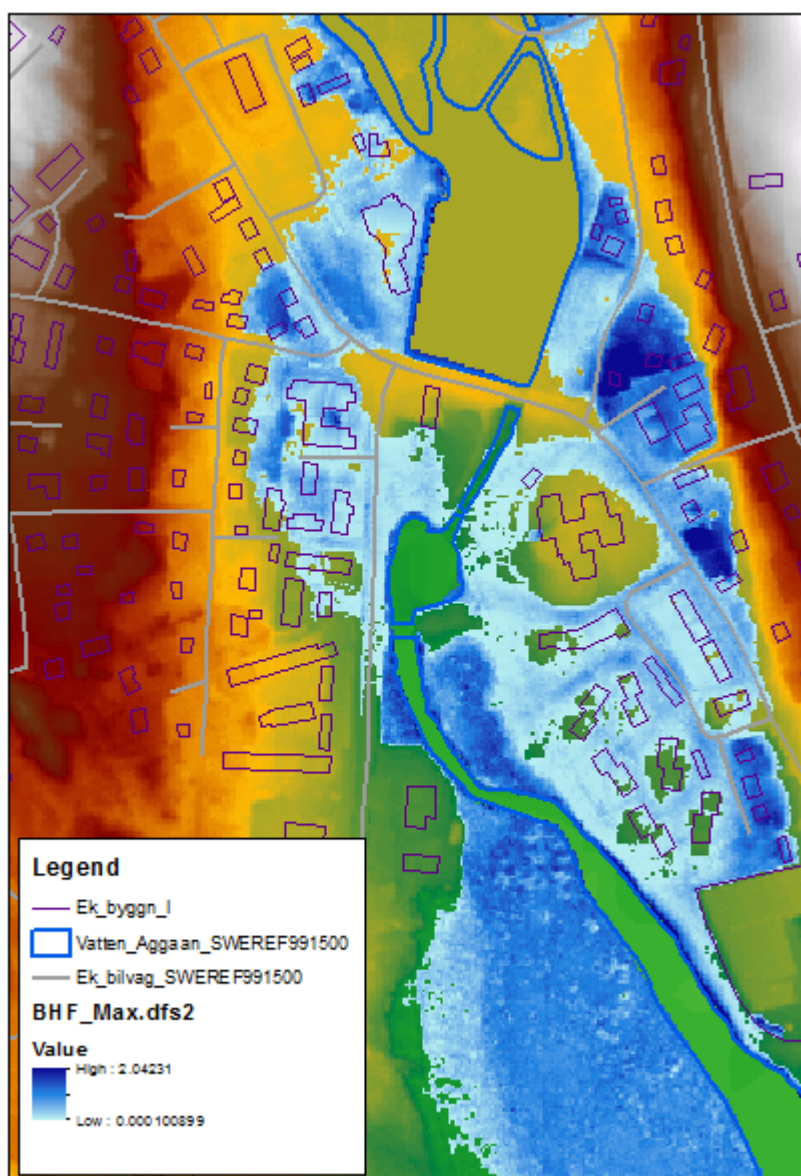 Legend
Ek_byggn_l
Vatten_Aggaan_SWEREF991500
Ek_bilvag_SWEREF991500
BHF_Max.dfs2
Value
High : 2.04231
Low : 0.000100899